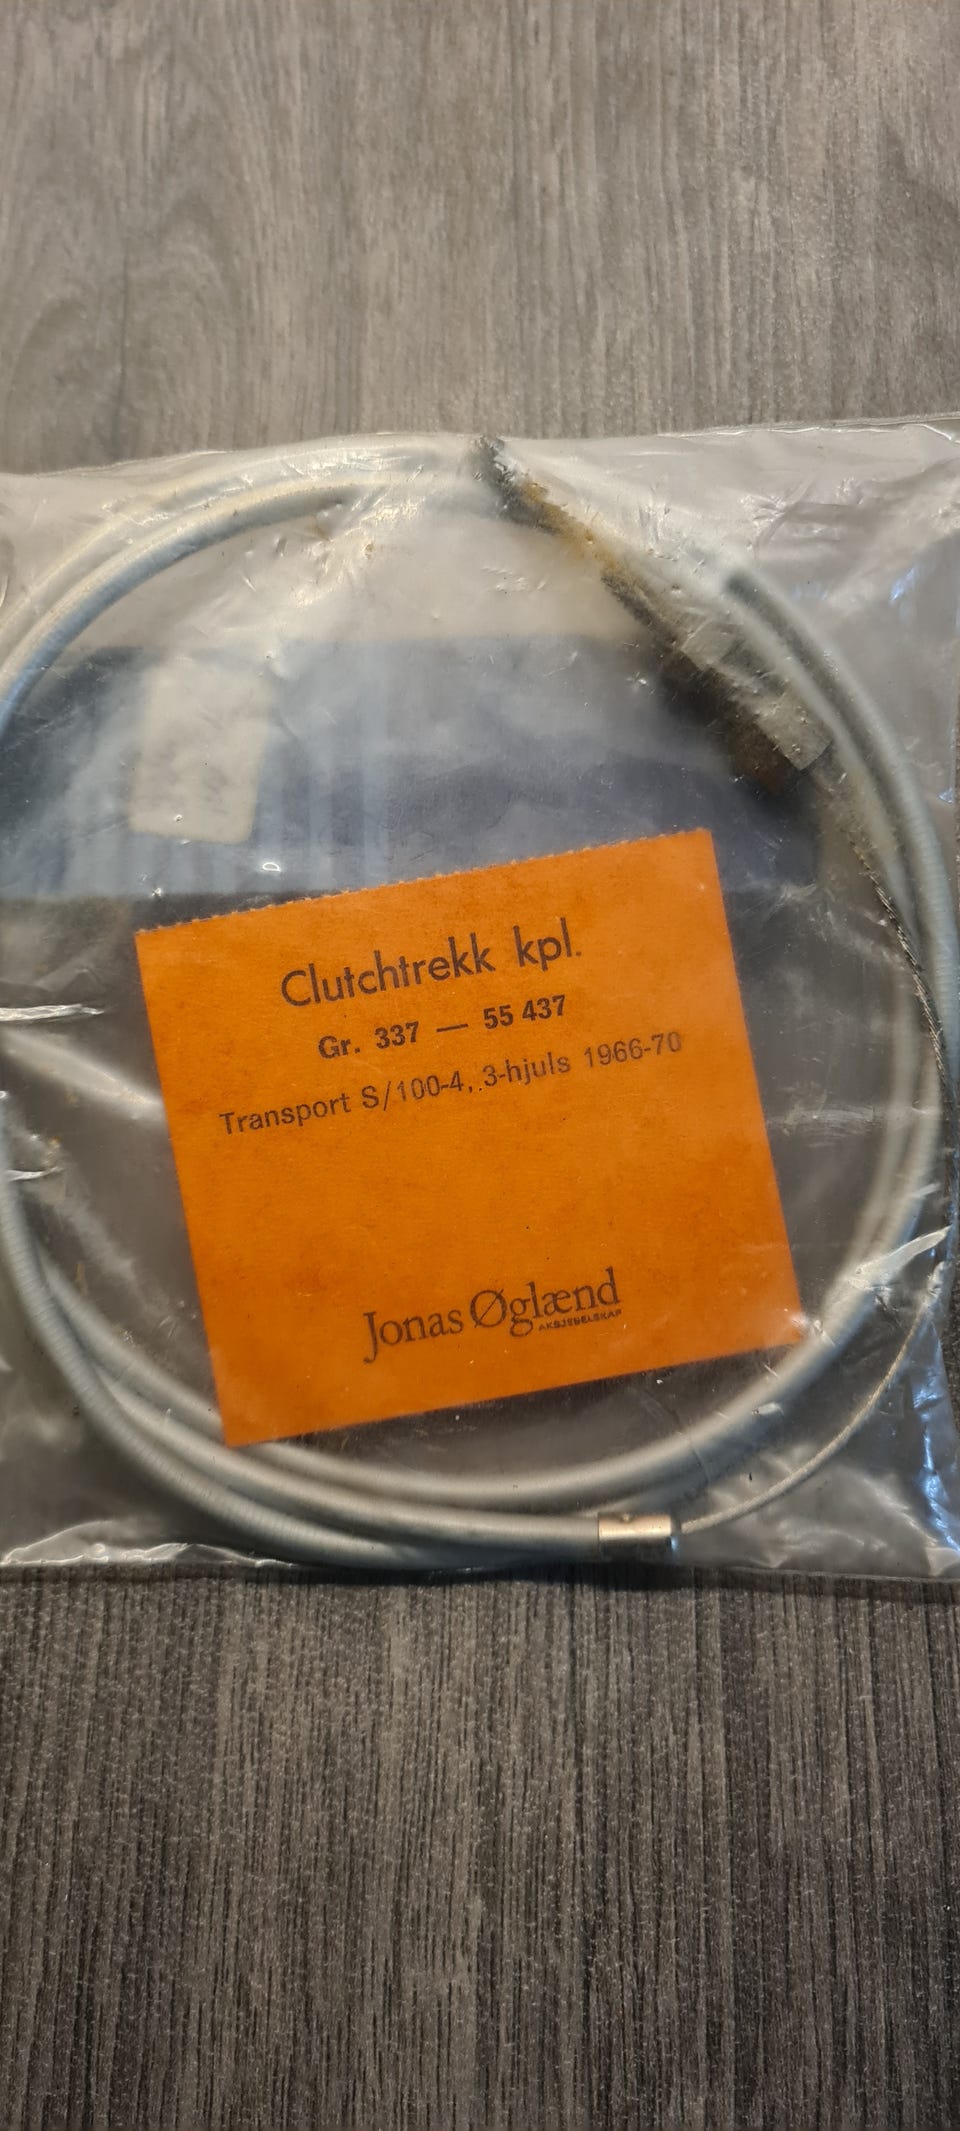 Clutchtrekk kpl.
Gr. 337 — 55 437
Transport S/100-4, 3-hjuls 1966-70
Jonas Øglænd
AKSJESELSKAP